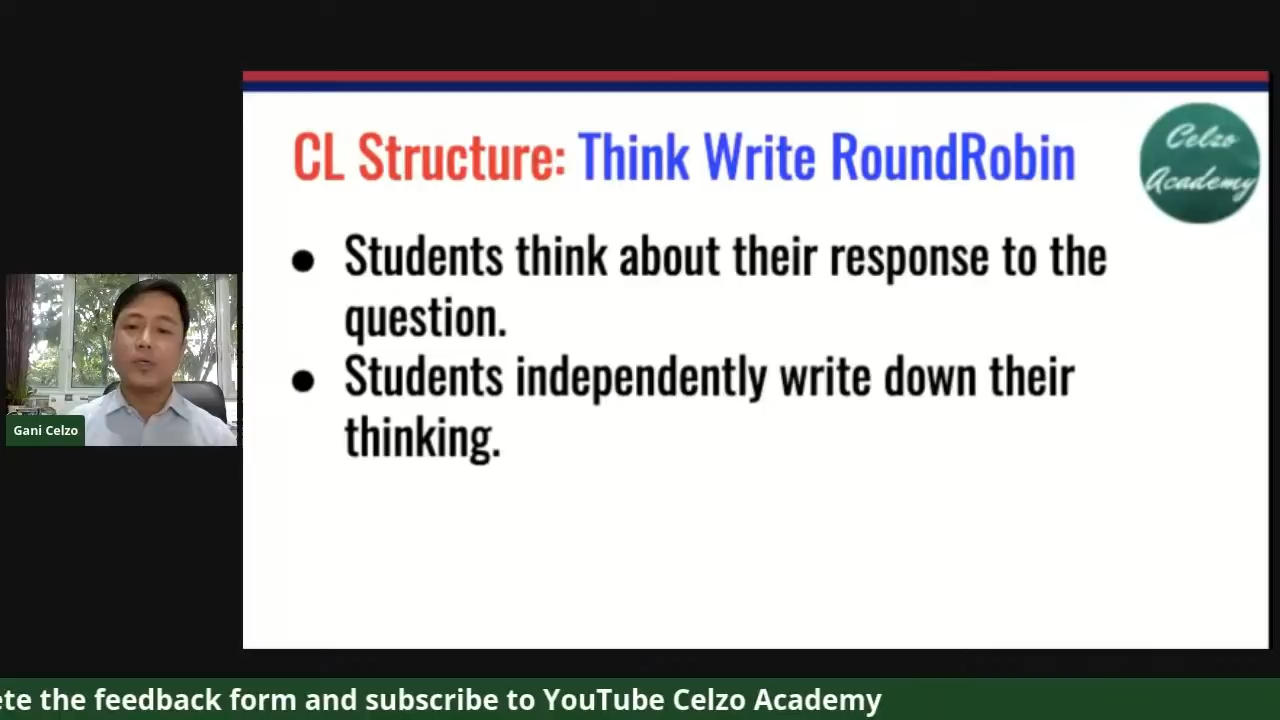 CL Structure: Think Write RoundRobin
Celzo
Academy
● Students think about their response to the
question.
● Students independently write down their
thinking.
Gani Celzo
ete the feedback form and subscribe to YouTube Celzo Academy